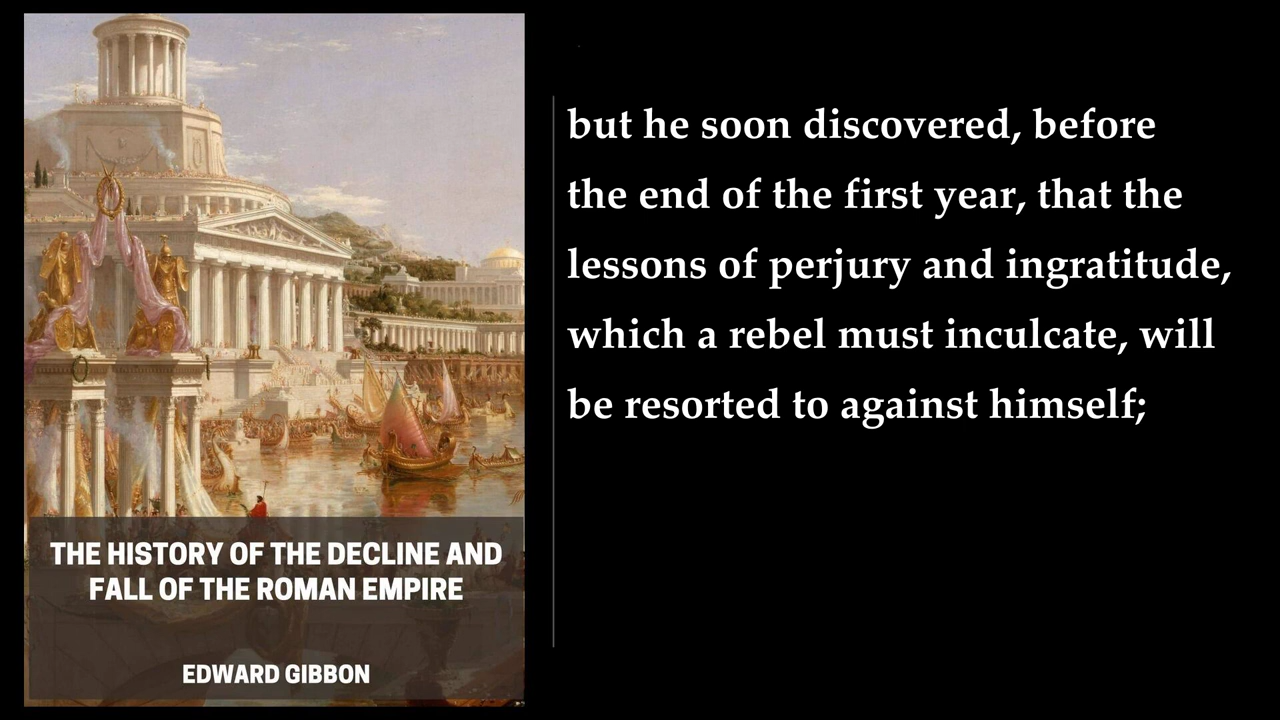 THE HISTORY OF THE DECLINE AND
FALL OF THE ROMAN EMPIRE
EDWARD GIBBON
but he soon discovered, before
the end of the first year, that the
lessons of perjury and ingratitude,
which a rebel must inculcate, will
be resorted to against himself;